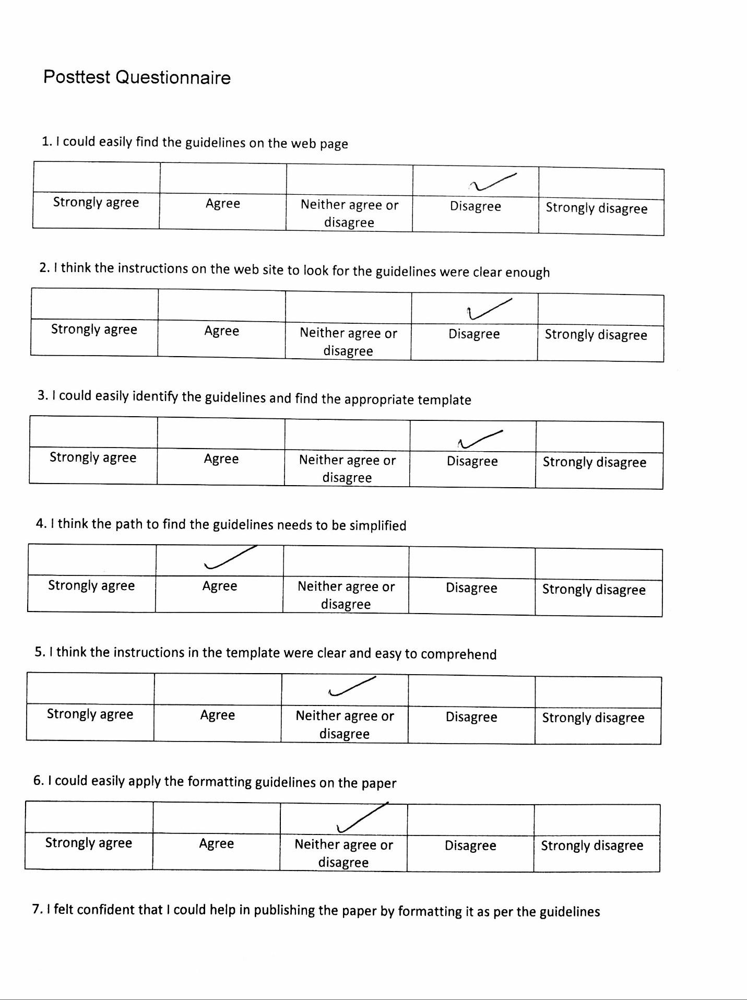 Posttest Questionnaire
1. I could easily find the guidelines on the web page
Strongly agree Agree Neither agree or Disagree Strongly disagree
disagree
2. I think the instructions on the web site to look for the guidelines were clear enough
Strongly agree Agree Neither agree or Disagree Strongly disagree
disagree
3. I could easily identify the guidelines and find the appropriate template
Strongly agree Agree Neither agree or Disagree Strongly disagree
disagree
4. I think the path to find the guidelines needs to be simplified
Strongly agree Agree Neither agree or Disagree Strongly disagree
disagree
5. I think the instructions in the template were clear and easy to comprehend
Strongly agree Agree Neither agree or Disagree Strongly disagree
disagree
6. I could easily apply the formatting guidelines on the paper
Strongly agree Agree Neither agree or Disagree Strongly disagree
disagree
7. I felt confident that I could help in publishing the paper by formatting it as per the guidelines